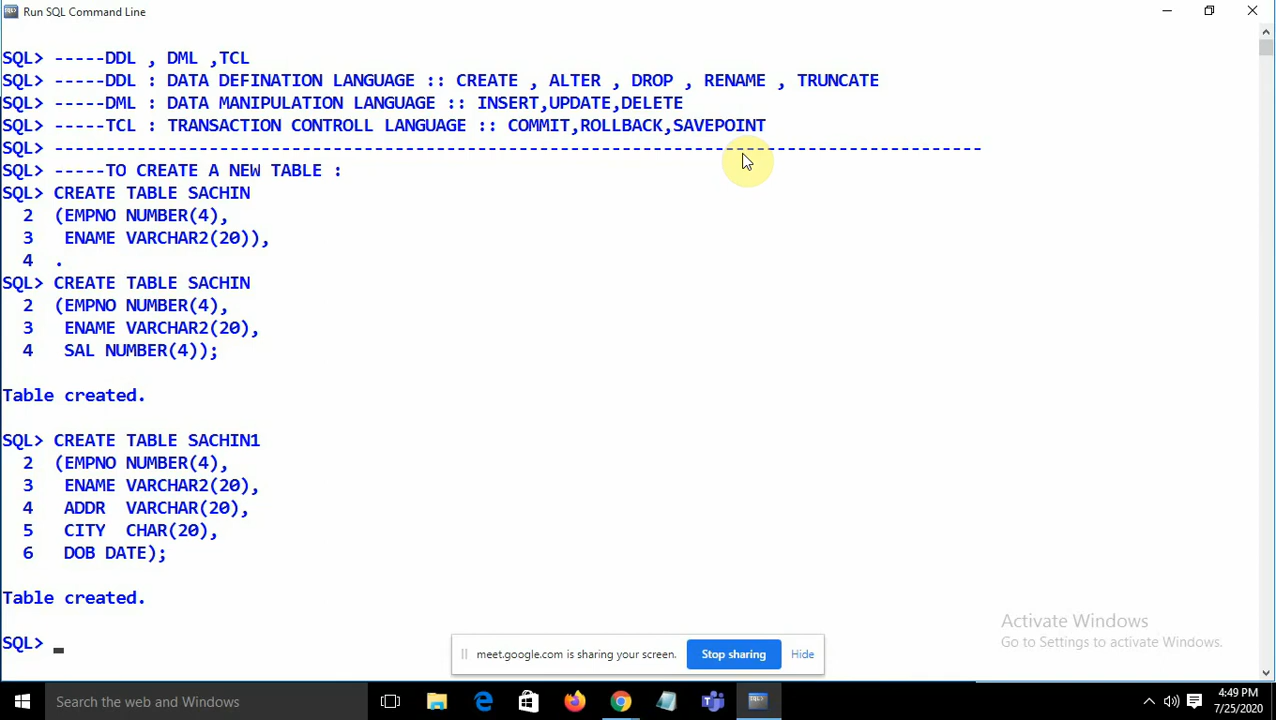 Run SQL Command Line
SQL> -----DDL , DML ,TCL
SQL> -----DDL : DATA DEFINATION LANGUAGE :: CREATE , ALTER , DROP , RENAME , TRUNCATE
SQL> -----DML : DATA MANIPULATION LANGUAGE :: INSERT,UPDATE,DELETE
SQL> -----TCL : TRANSACTION CONTROLL LANGUAGE :: COMMIT,ROLLBACK,SAVEPOINT
SQL> ------------------------------------------------------------------------------------------
SQL> -----TO CREATE A NEW TABLE :
SQL> CREATE TABLE SACHIN
2 (EMPNO NUMBER(4),
3 ENAME VARCHAR2(20)),
4 .
SQL> CREATE TABLE SACHIN
2 (EMPNO NUMBER(4),
3 ENAME VARCHAR2(20),
4 SAL NUMBER(4));
Table created.
SQL> CREATE TABLE SACHIN1
2 (EMPNO NUMBER(4),
3 ENAME VARCHAR2(20),
4 ADDR VARCHAR(20),
5 CITY CHAR(20),
6 DOB DATE);
Table created.
SQL>
Activate Windows
Go to Settings to activate Windows.
meet.google.com is sharing your screen. Stop sharing Hide
Search the web and Windows
4:49 PM
7/25/2020